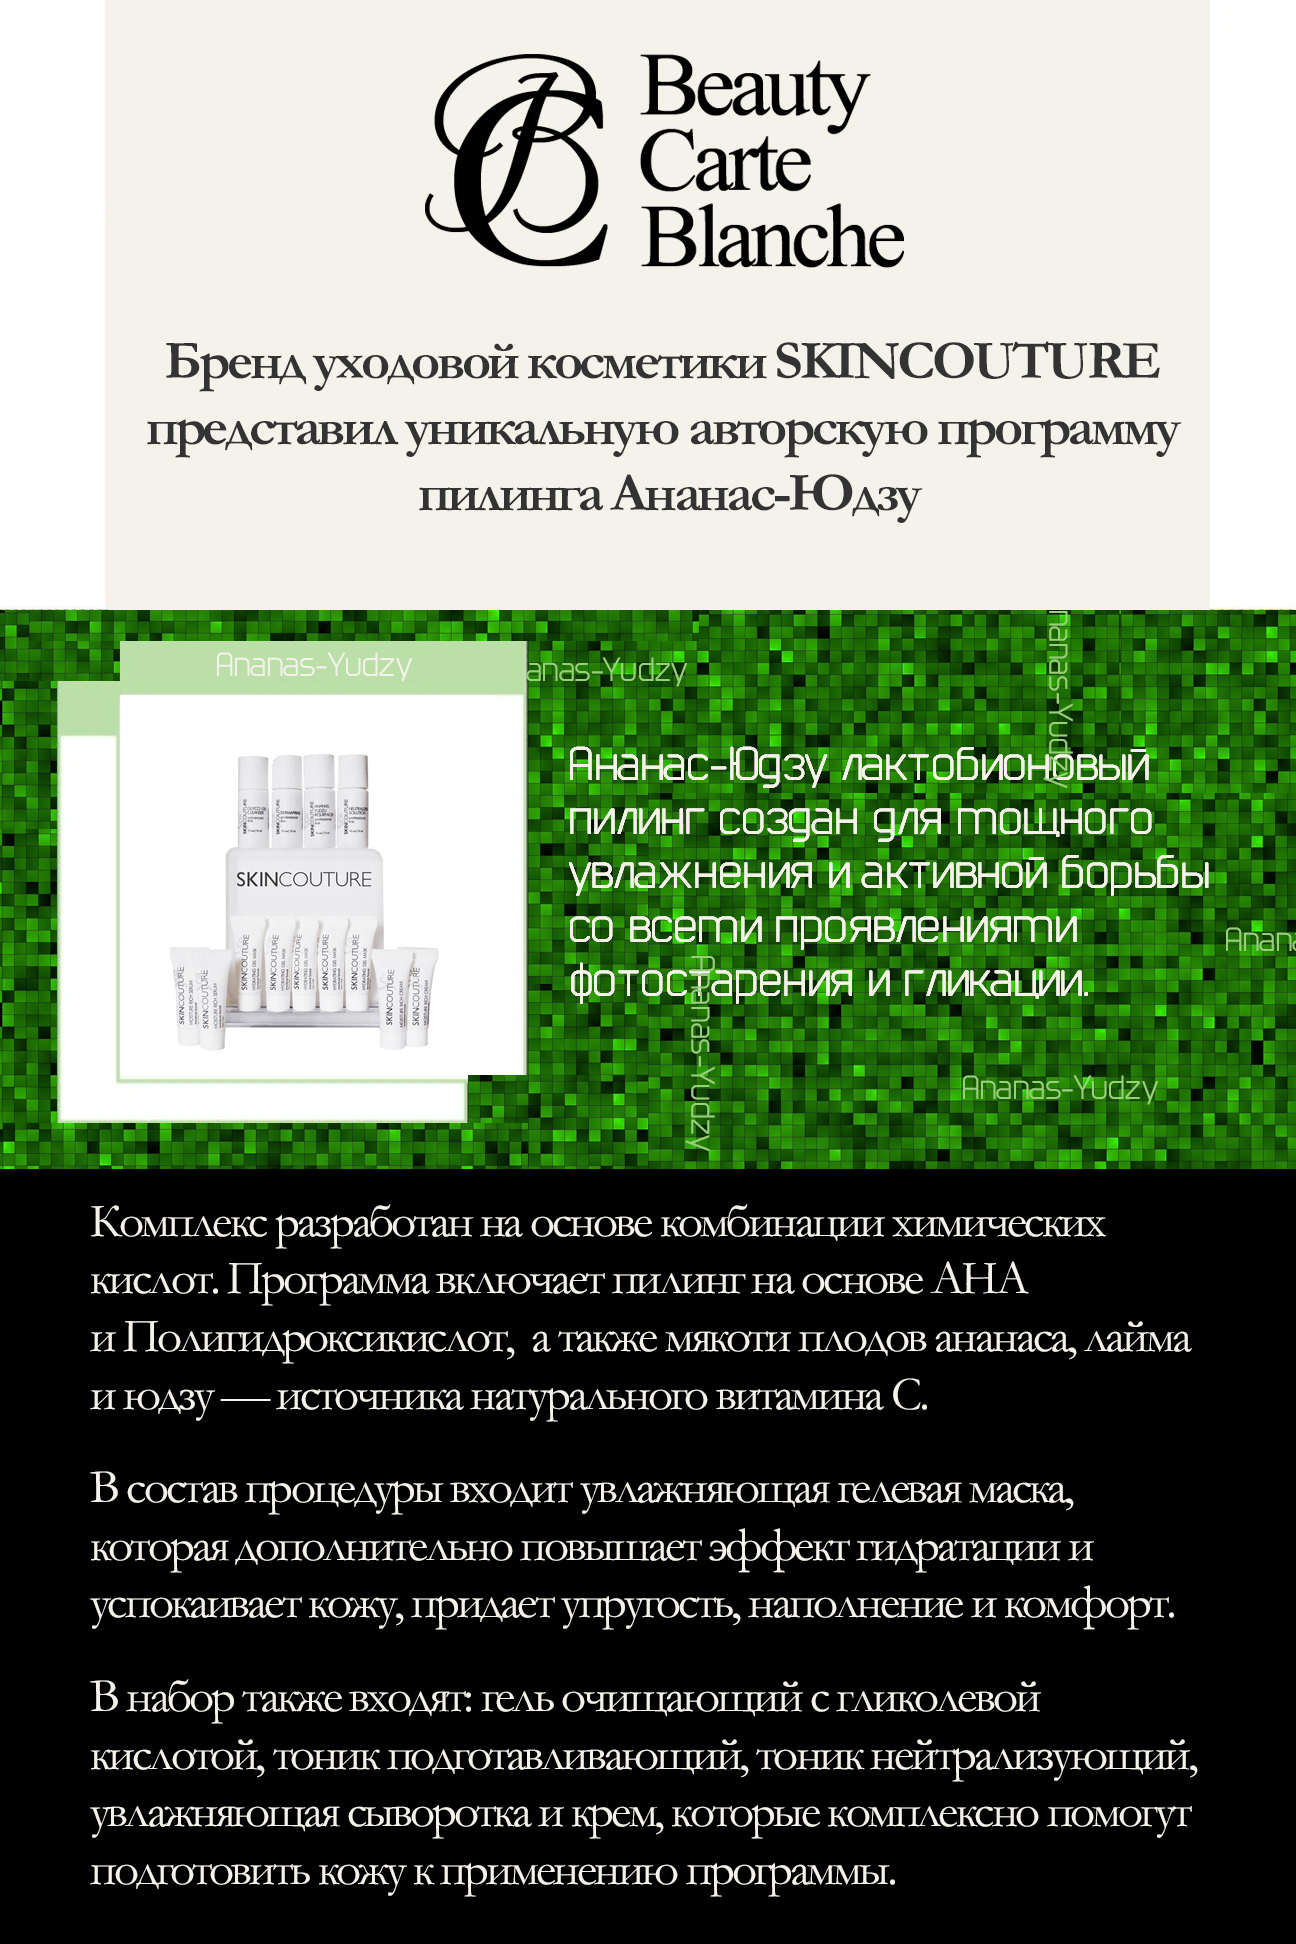 Beauty
Carte
Blanche
Бренд уходовой косметики SKINCOUTURE
представил уникальную авторскую программу
пилинга Ананас-Юдзу
Ananas-Yudzy
anas-Yudzy
nanas-Yudzy
SKINCOUTURE
Ананас-Юдзу лактобионовый
пилинг создан для мощного
увлажнения и активной борьбы
со всеми проявлениями
фотостарения и гликации.
Anana
Ananas-Yudzy
Ananas-Yudzy
Комплекс разработан на основе комбинации химических
кислот. Программа включает пилинг на основе АНА
и Полигидроксикислот, а также мякоти плодов ананаса, лайма
и юдзу — источника натурального витамина С.
В состав процедуры входит увлажняющая гелевая маска,
которая дополнительно повышает эффект гидратации и
успокаивает кожу, придает упругость, наполнение и комфорт.
В набор также входят: гель очищающий с гликолевой
кислотой, тоник подготавливающий, тоник нейтрализующий,
увлажняющая сыворотка и крем, которые комплексно помогут
подготовить кожу к применению программы.